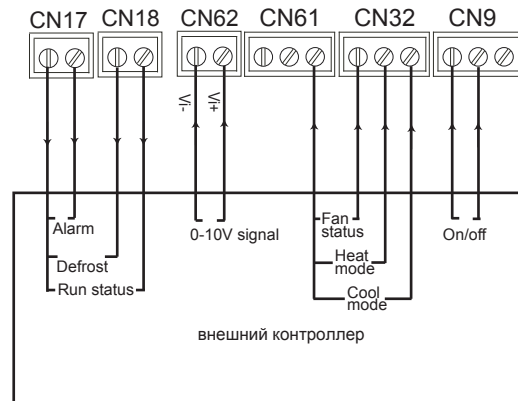 CN17 CN18 CN62 CN61 CN32 CN9
Vi-
Vi+
Alarm
Defrost
Run status
0-10V signal
Fan
status
Heat
mode
Cool
mode
On/off
внешний контроллер